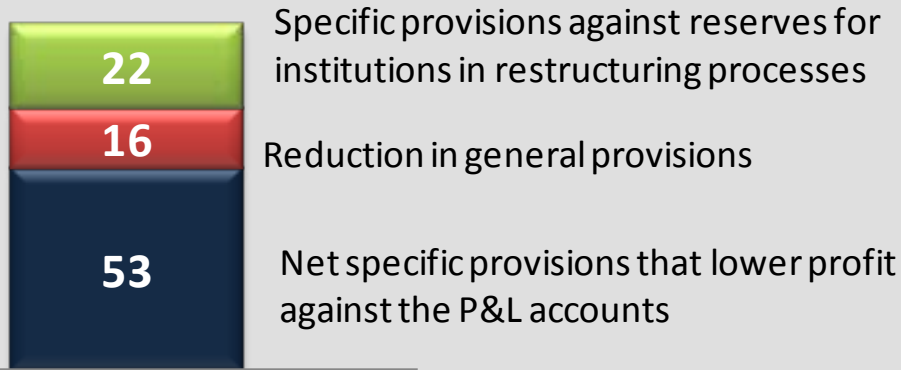 22
Specific provisions against reserves for
institutions in restructuring processes
16
Reduction in general provisions
53
Net specific provisions that lower profit
against the P&L accounts